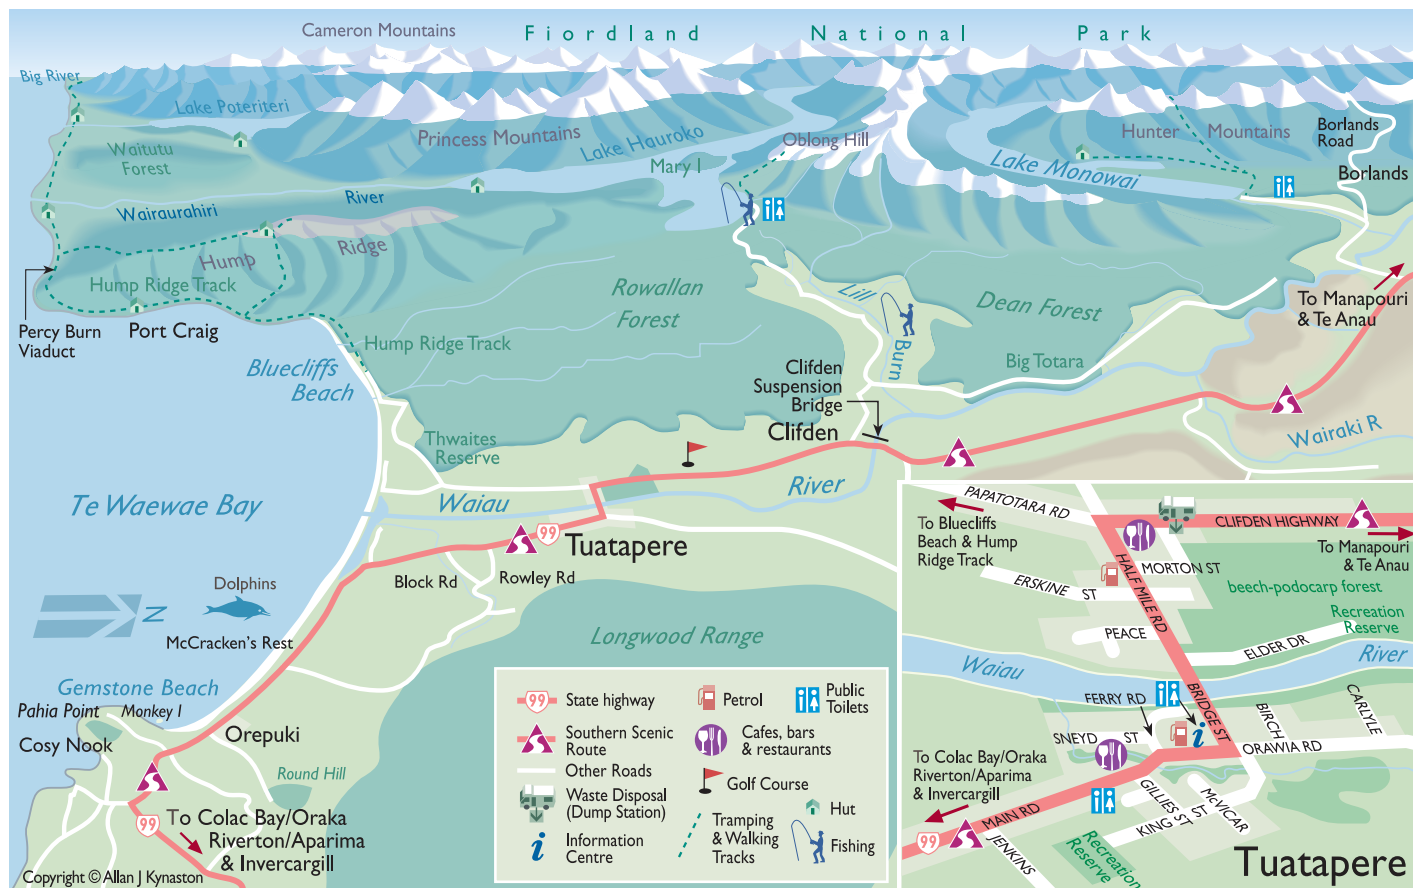 Cameron Mountains
Fiordland National Park
Big River
Lake Poteriteri
Princess Mountains
Lake Hauroko
Oblong Hill
Hunter Mountains
Borlands
Road
Borlands
Waitutu
Forest
Mary I
Lake Monowai
Wairaurahiri River
Hump Ridge
Hump Ridge Track
Percy Burn
Viaduct
Port Craig
Rowallan
Forest
Lill Burn
Dean Forest
To Manapouri
& Te Anau
Hump Ridge Track
Bluecliffs
Beach
Big Totara
Clifden
Suspension
Bridge
Clifden
Thwaites
Reserve
Wairaki R
Te Waewae Bay
Waiau River
99
Tuatapere
Block Rd
Rowley Rd
Dolphins
N
McCracken's Rest
Longwood Range
Gemstone Beach
Pahia Point
Monkey I
Cosy Nook
Orepuki
Round Hill
99
To Colac Bay/Oraka
Riverton/Aparima
& Invercargill
Copyright © Allan J Kynaston
99
State highway
Southern Scenic
Route
Other Roads
Waste Disposal
(Dump Station)
i
Information
Centre
Petrol
Public
Toilets
Cafes, bars
& restaurants
Golf Course
Tramping
& Walking
Tracks
Hut
Fishing
PAPATOTARA RD
To Bluecliffs
Beach & Hump
Ridge Track
CLIFDEN HIGHWAY
To Manapouri
& Te Anau
HALF MILE RD
MORTON ST
ERSKINE ST
beech-podocarp forest
Recreation
Reserve
PEACE
ELDER DR
Waiau River
FERRY RD
BRIDGE ST
BIRCH
CARLYLE
SNEYD ST
i
ORAWIA RD
To Colac Bay/Oraka
Riverton/Aparima
& Invercargill
99
MAIN RD
GILLIES ST
McVICAR
KING ST
JENKINS
Recreation
Reserve
Tuatapere